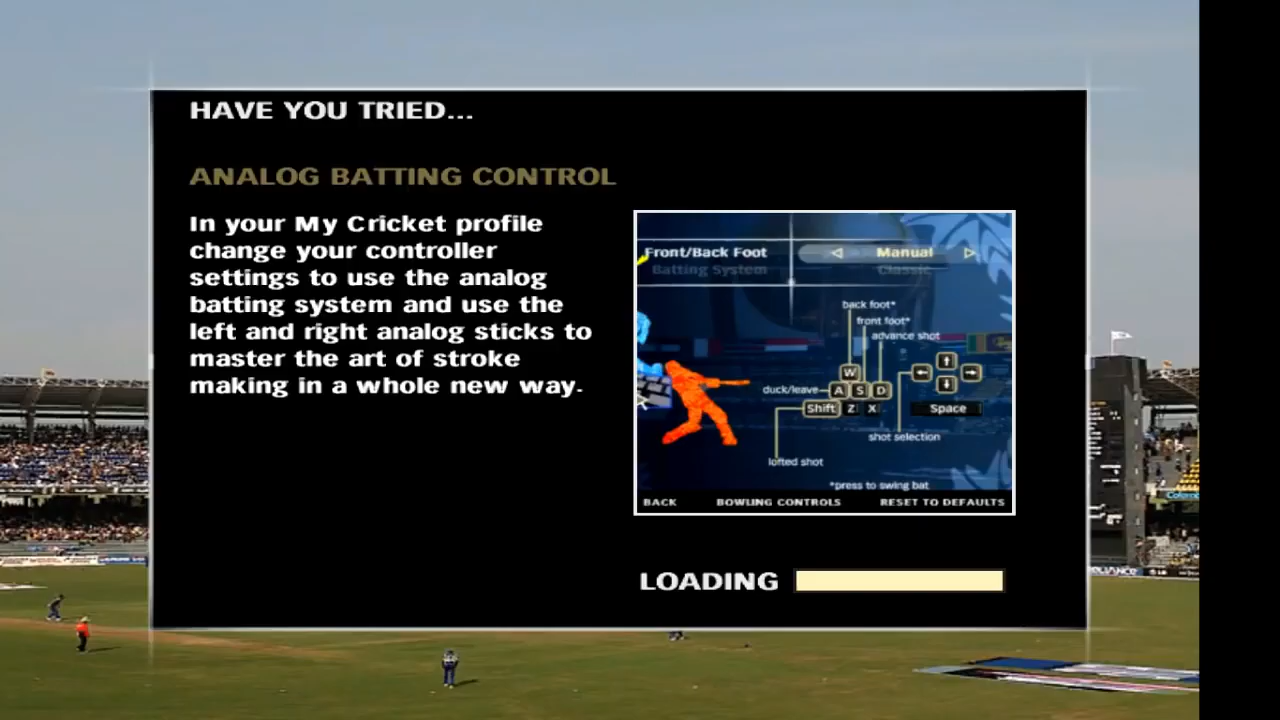 HAVE YOU TRIED...
ANALOG BATTING CONTROL
In your My Cricket profile
change your controller
settings to use the analog
batting system and use the
left and right analog sticks to
master the art of stroke
making in a whole new way.
Front/Back Foot Manual
Batting System Classic
back foot*
front foot*
advance shot
W
duck/leave A S D
Shift Z X Space
shot selection
lofted shot
*press to swing bat
BACK BOWLING CONTROLS RESET TO DEFAULTS
LOADING
RELIANCE